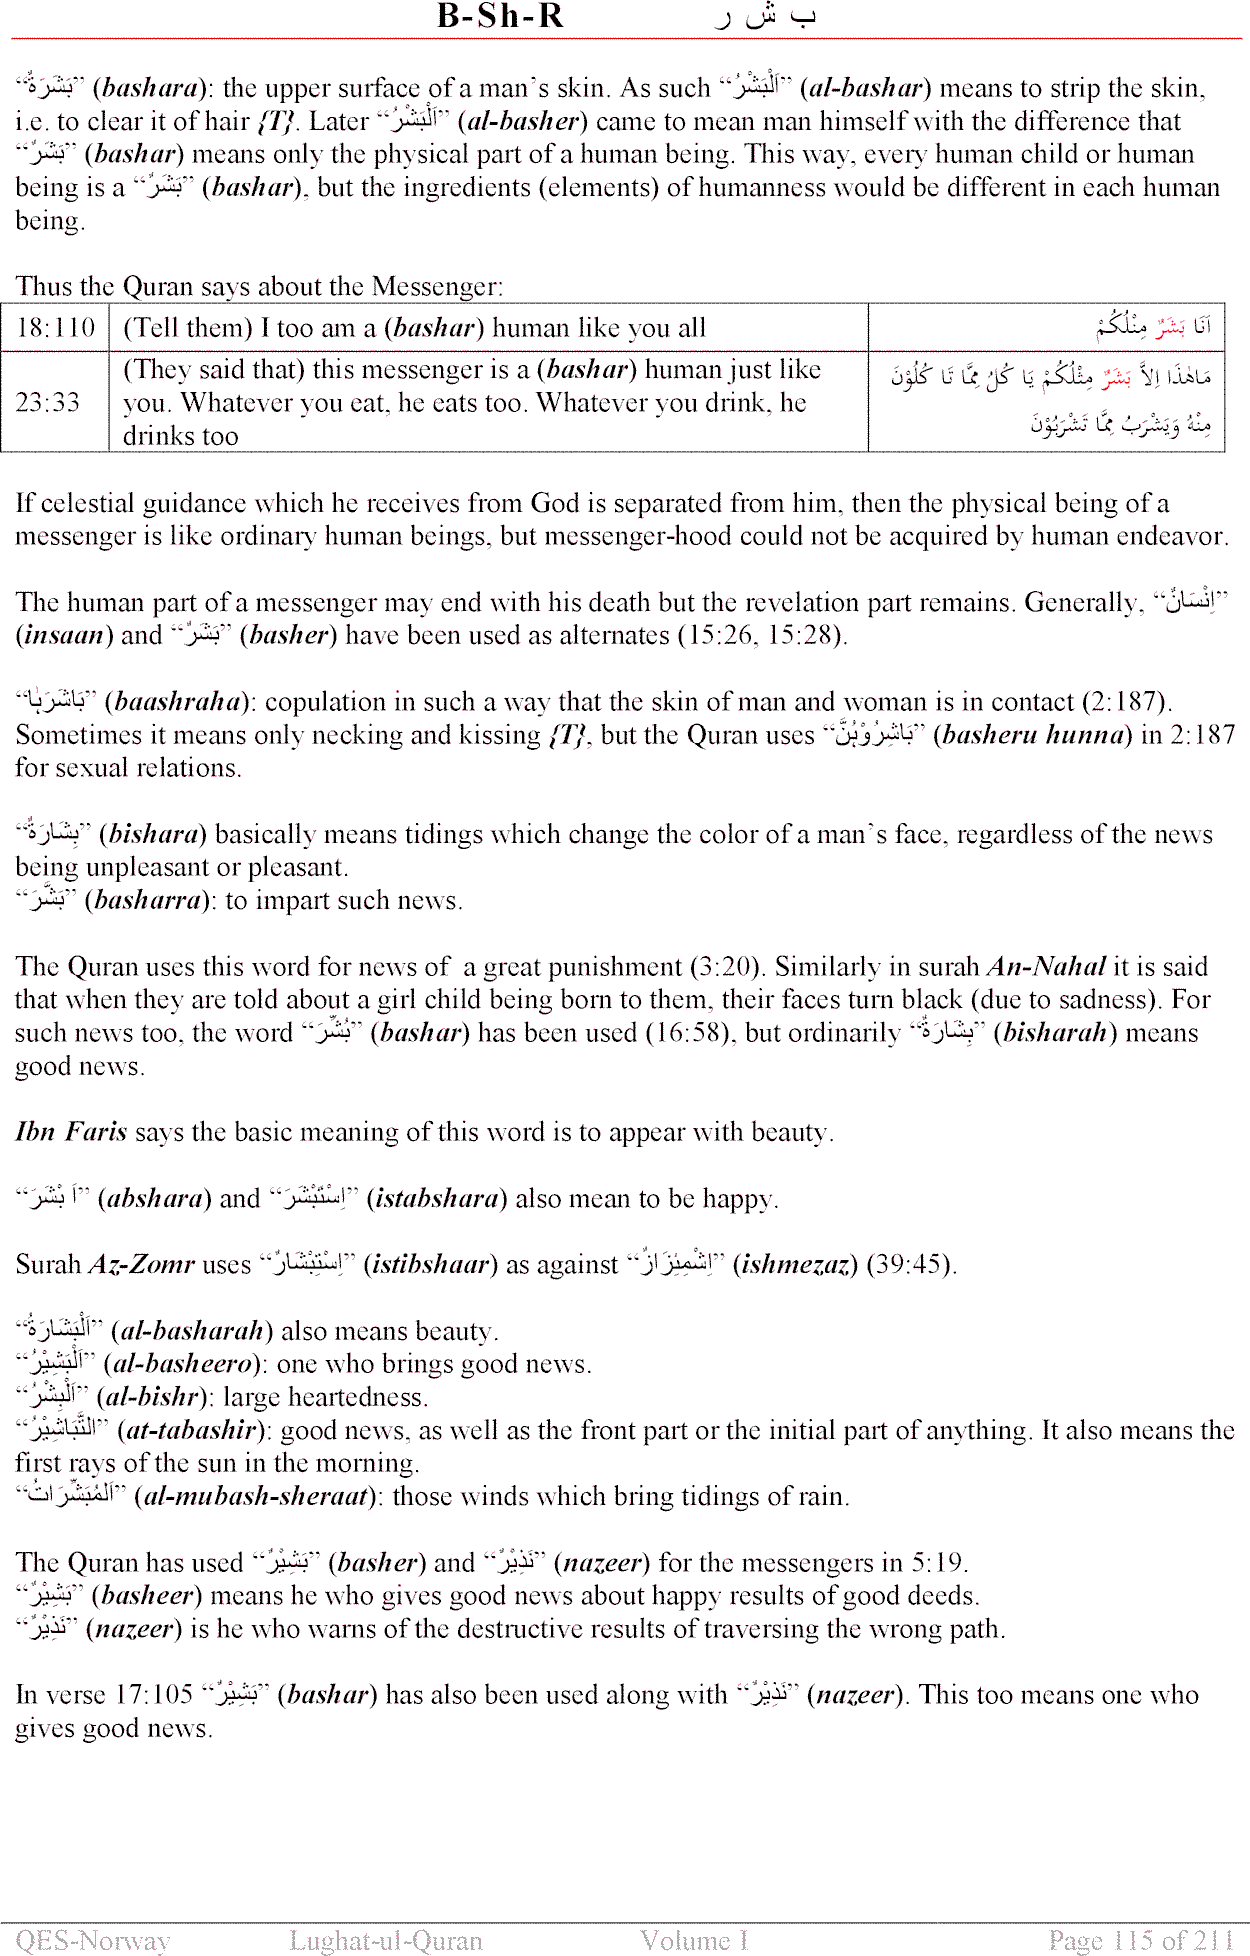 B-Sh-R ب ش ر
“بَشَرَةٌ” (bashara): the upper surface of a man’s skin. As such “اَلْبَشْرُ” (al-bashar) means to strip the skin,
i.e. to clear it of hair {T}. Later “اَلْبَشَرُ” (al-basher) came to mean man himself with the difference that
“بَشَرٌ” (bashar) means only the physical part of a human being. This way, every human child or human
being is a “بَشَرٌ” (bashar), but the ingredients (elements) of humanness would be different in each human
being.
Thus the Quran says about the Messenger:
18:110 (Tell them) I too am a (bashar) human like you all اَنَا بَشَرٌ مِثْلُكُمْ
23:33 (They said that) this messenger is a (bashar) human just like
you. Whatever you eat, he eats too. Whatever you drink, he
drinks too
مَاهٰذَا اِلاَّ بَشَرٌ مِثْلُكُمْ يَا كُلُ مِمَّا تَا كُلُوْنَ
مِنْهُ وَيَشْرَبُ مِمَّا تَشْرَبُوْنَ
If celestial guidance which he receives from God is separated from him, then the physical being of a
messenger is like ordinary human beings, but messenger-hood could not be acquired by human endeavor.
The human part of a messenger may end with his death but the revelation part remains. Generally, “اِنْسَانٌ”
(insaan) and “بَشَرٌ” (basher) have been used as alternates (15:26, 15:28).
“بَاشَرَہَا” (baashraha): copulation in such a way that the skin of man and woman is in contact (2:187).
Sometimes it means only necking and kissing {T}, but the Quran uses “بَاشِرُوْہُنَّ” (basheru hunna) in 2:187
for sexual relations.
“بِشَارَةٌ” (bishara) basically means tidings which change the color of a man’s face, regardless of the news
being unpleasant or pleasant.
“بَشَّرَ” (basharra): to impart such news.
The Quran uses this word for news of a great punishment (3:20). Similarly in surah An-Nahal it is said
that when they are told about a girl child being born to them, their faces turn black (due to sadness). For
such news too, the word “بُشِّرَ” (bashar) has been used (16:58), but ordinarily “بِشَارَةٌ” (bisharah) means
good news.
Ibn Faris says the basic meaning of this word is to appear with beauty.
“اَ بْشَرَ” (abshara) and “اِسْتَبْشَرَ” (istabshara) also mean to be happy.
Surah Az-Zomr uses “اِسْتِبْشَارٌ” (istibshaar) as against “اِشْمِئِزَازٌ” (ishmezaz) (39:45).
“اَلْبَشَارَةُ” (al-basharah) also means beauty.
“اَلْبَشِيْرُ” (al-basheero): one who brings good news.
“اَلْبِشْرُ” (al-bishr): large heartedness.
“التَّبَاشِيْرُ” (at-tabashir): good news, as well as the front part or the initial part of anything. It also means the
first rays of the sun in the morning.
“اَلْمُبَشِّرَاتُ” (al-mubash-sheraat): those winds which bring tidings of rain.
The Quran has used “بَشِيْرٌ” (basher) and “نَذِيْرٌ” (nazeer) for the messengers in 5:19.
“بَشِيْرٌ” (basheer) means he who gives good news about happy results of good deeds.
“نَذِيْرٌ” (nazeer) is he who warns of the destructive results of traversing the wrong path.
In verse 17:105 “بَشِيْرٌ” (bashar) has also been used along with “نَذِيْرٌ” (nazeer). This too means one who
gives good news.
QES-Norway Lughat-ul-Quran Volume I Page 115 of 211